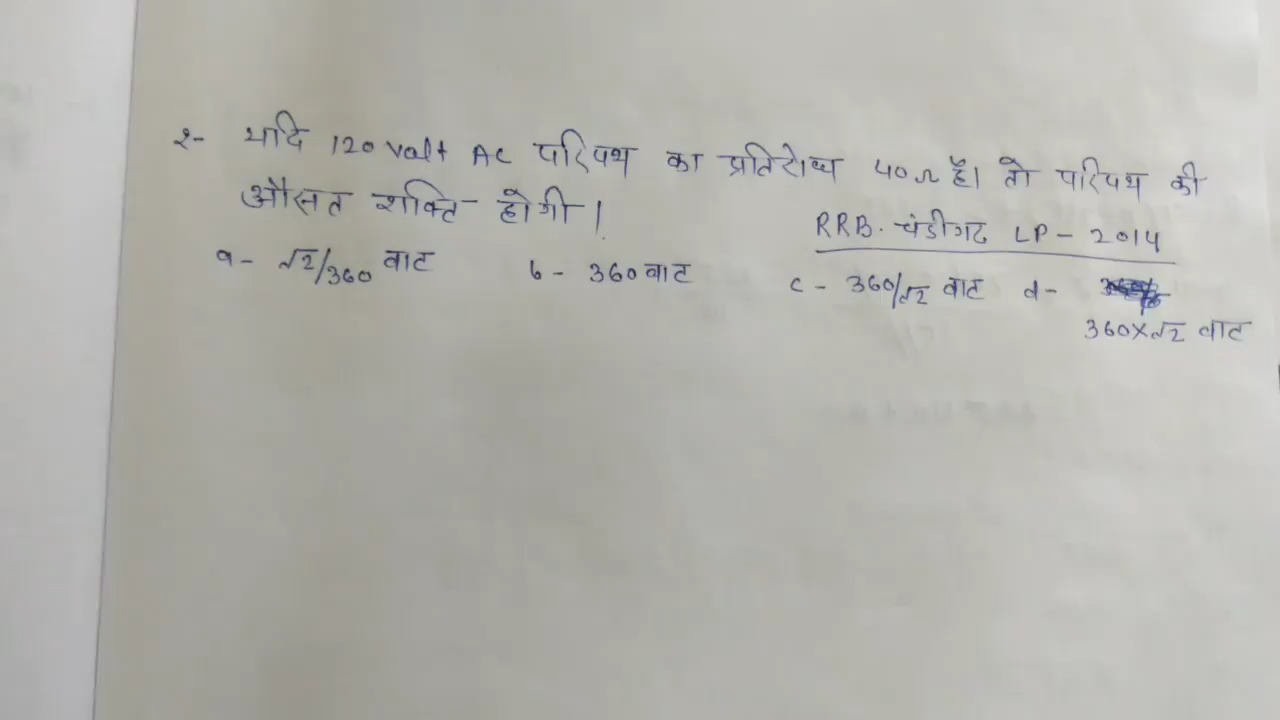 २- यदि 120 Volt AC परिपथ का प्रतिरोध 40Ω है। तो परिपथ की
औसत शक्ति होगी।
RRB. चंडीगढ LP - 2014
a - √2/360 वाट b - 360 वाट c - 360/√2 वाट d -
360×√2 वाट